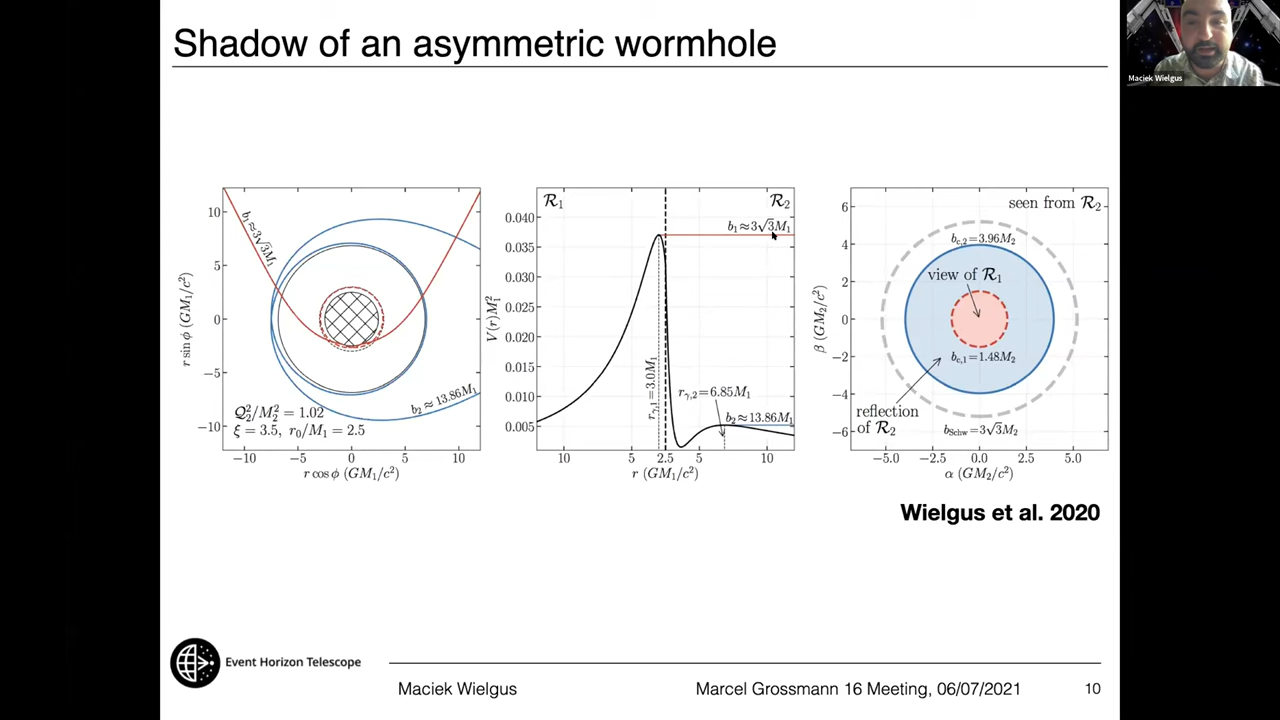 Shadow of an asymmetric wormhole
Maciek Wielgus
b₁≈3√3M₁
b₂≈13.86M₁
Q₂²/M₂² = 1.02
ξ = 3.5, r₀/M₁ = 2.5
10
5
0
−5
−10
r sin ϕ (GM₁/c²)
−10 −5 0 5 10
r cos ϕ (GM₁/c²)
R₁ R₂
b₁≈3√3M₁
r_γ,1=3.0M₁
r_γ,2=6.85M₁
b₂≈13.86M₁
0.040
0.035
0.030
0.025
0.020
0.015
0.010
0.005
V(r)M₁²
10 5 2.5 5 10
r (GM₁/c²)
seen from R₂
b_c,2=3.96M₂
view of R₁
b_c,1=1.48M₂
reflection
of R₂
b_Schw=3√3M₂
6
4
2
0
−2
−4
−6
β (GM₂/c²)
−5.0 −2.5 0.0 2.5 5.0
α (GM₂/c²)
Wielgus et al. 2020
Event Horizon Telescope
Maciek Wielgus
Marcel Grossmann 16 Meeting, 06/07/2021
10